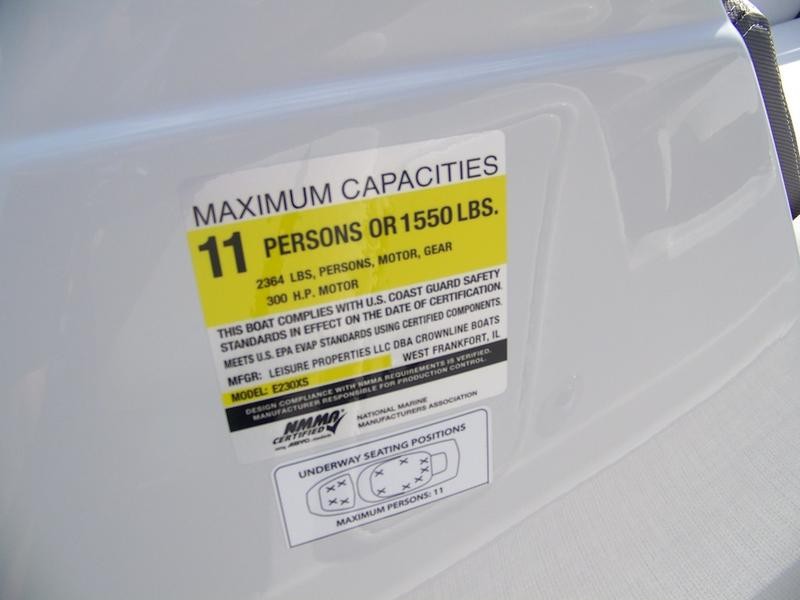 MAXIMUM CAPACITIES
11 PERSONS OR 1550 LBS.
2364 LBS, PERSONS, MOTOR, GEAR
300 H.P. MOTOR
THIS BOAT COMPLIES WITH U.S. COAST GUARD SAFETY
STANDARDS IN EFFECT ON THE DATE OF CERTIFICATION.
MEETS U.S. EPA EVAP STANDARDS USING CERTIFIED COMPONENTS.
MFGR: LEISURE PROPERTIES LLC DBA CROWNLINE BOATS
WEST FRANKFORT, IL
MODEL: E230XS
DESIGN COMPLIANCE WITH NMMA REQUIREMENTS IS VERIFIED.
MANUFACTURER RESPONSIBLE FOR PRODUCTION CONTROL.
NMMA
CERTIFIED
NATIONAL MARINE
MANUFACTURERS ASSOCIATION
UNDERWAY SEATING POSITIONS
MAXIMUM PERSONS: 11